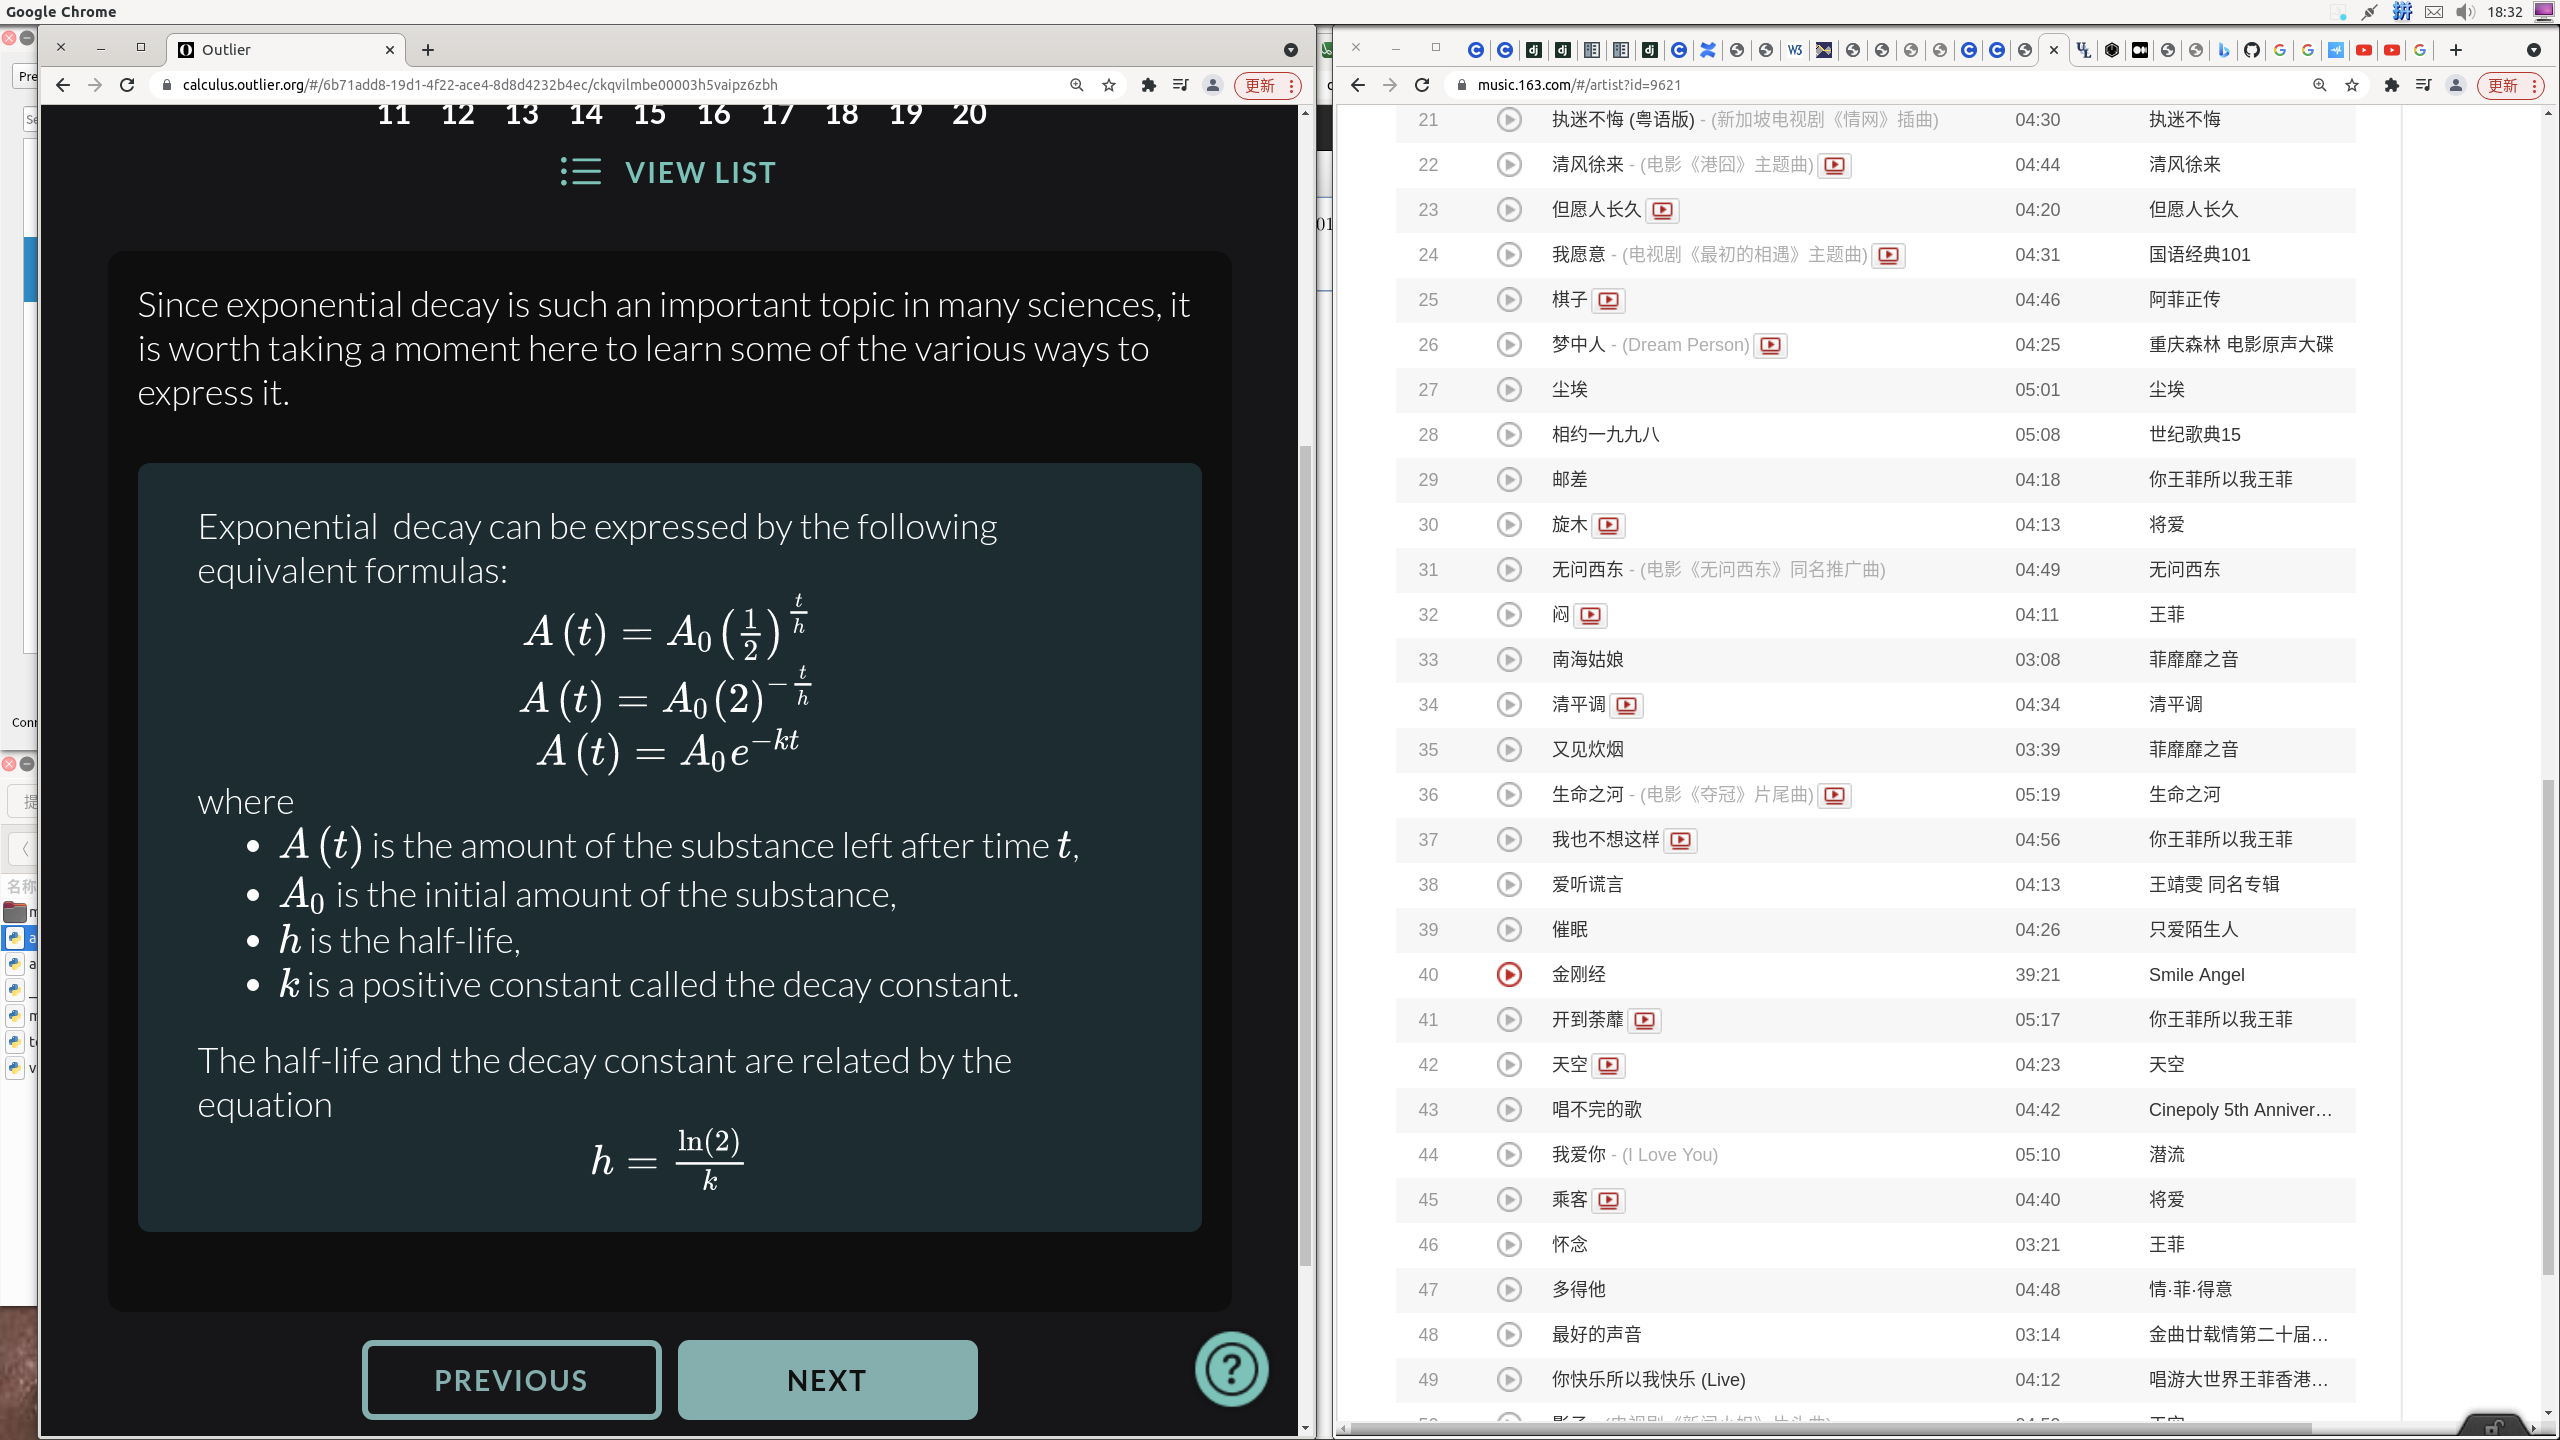 Google Chrome
18:32
Pre
Se
Conn
提
名称
Outlier
calculus.outlier.org/#/6b71add8-19d1-4f22-ace4-8d8d4232b4ec/ckqvilmbe00003h5vaipz6zbh
更新
11 12 13 14 15 16 17 18 19 20
VIEW LIST
Since exponential decay is such an important topic in many sciences, it
is worth taking a moment here to learn some of the various ways to
express it.
Exponential decay can be expressed by the following
equivalent formulas:
A(t) = A₀(1/2)^(t/h)
A(t) = A₀(2)^(−t/h)
A(t) = A₀e^(−kt)
where
• A(t) is the amount of the substance left after time t,
• A₀ is the initial amount of the substance,
• h is the half-life,
• k is a positive constant called the decay constant.
The half-life and the decay constant are related by the
equation
h = ln(2)/k
PREVIOUS NEXT
?
music.163.com/#/artist?id=9621
更新
21 执迷不悔 (粤语版) - (新加坡电视剧《情网》插曲) 04:30 执迷不悔
22 清风徐来 - (电影《港囧》主题曲) 04:44 清风徐来
23 但愿人长久 04:20 但愿人长久
24 我愿意 - (电视剧《最初的相遇》主题曲) 04:31 国语经典101
25 棋子 04:46 阿菲正传
26 梦中人 - (Dream Person) 04:25 重庆森林 电影原声大碟
27 尘埃 05:01 尘埃
28 相约一九九八 05:08 世纪歌典15
29 邮差 04:18 你王菲所以我王菲
30 旋木 04:13 将爱
31 无问西东 - (电影《无问西东》同名推广曲) 04:49 无问西东
32 闷 04:11 王菲
33 南海姑娘 03:08 菲靡靡之音
34 清平调 04:34 清平调
35 又见炊烟 03:39 菲靡靡之音
36 生命之河 - (电影《夺冠》片尾曲) 05:19 生命之河
37 我也不想这样 04:56 你王菲所以我王菲
38 爱听谎言 04:13 王靖雯 同名专辑
39 催眠 04:26 只爱陌生人
40 金刚经 39:21 Smile Angel
41 开到荼蘼 05:17 你王菲所以我王菲
42 天空 04:23 天空
43 唱不完的歌 04:42 Cinepoly 5th Anniver…
44 我爱你 - (I Love You) 05:10 潜流
45 乘客 04:40 将爱
46 怀念 03:21 王菲
47 多得他 04:48 情·菲·得意
48 最好的声音 03:14 金曲廿载情第二十届…
49 你快乐所以我快乐 (Live) 04:12 唱游大世界王菲香港…